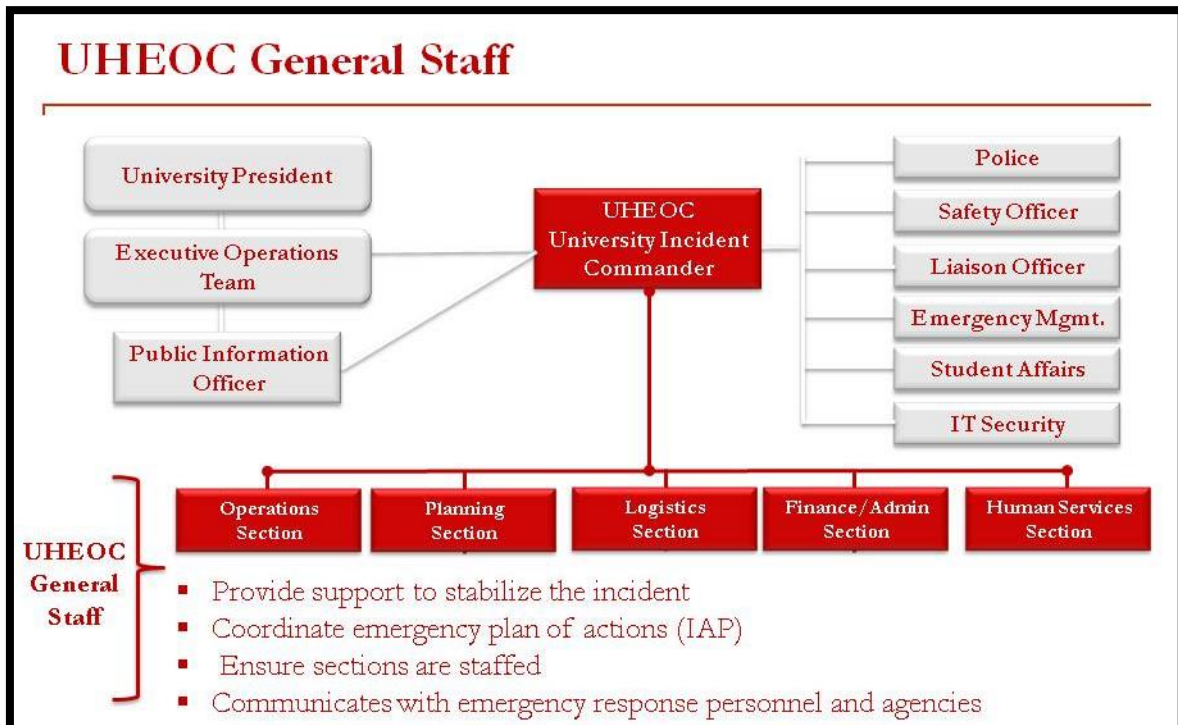 UHEOC General Staff
University President
Executive Operations
Team
Public Information
Officer
UHEOC
University Incident
Commander
Police
Safety Officer
Liaison Officer
Emergency Mgmt.
Student Affairs
IT Security
Operations
Section
Planning
Section
Logistics
Section
Finance/Admin
Section
Human Services
Section
UHEOC
General
Staff
▪ Provide support to stabilize the incident
▪ Coordinate emergency plan of actions (IAP)
▪ Ensure sections are staffed
▪ Communicates with emergency response personnel and agencies